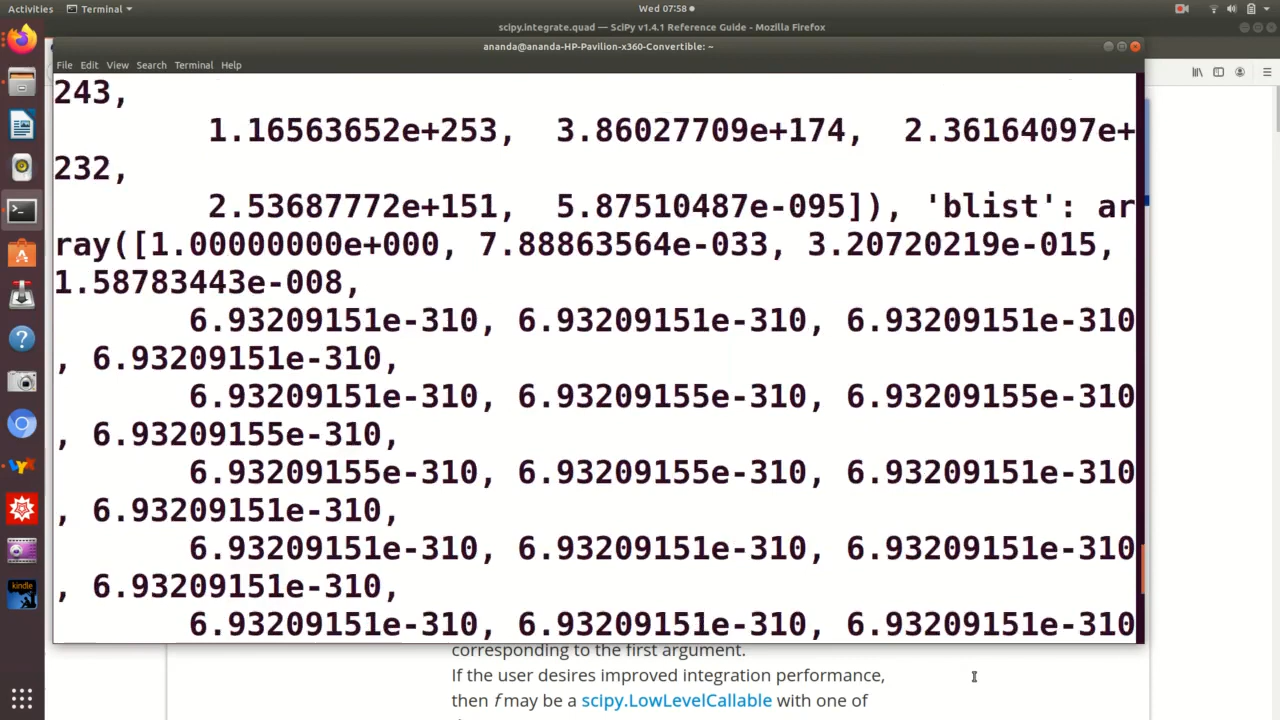 Activities
Terminal
Wed 07:58
scipy.integrate.quad — SciPy v1.4.1 Reference Guide - Mozilla Firefox
ananda@ananda-HP-Pavilion-x360-Convertible: ~
File Edit View Search Terminal Help
243,
1.16563652e+253, 3.86027709e+174, 2.36164097e+
232,
2.53687772e+151, 5.87510487e-095]), 'blist': ar
ray([1.00000000e+000, 7.88863564e-033, 3.20720219e-015,
1.58783443e-008,
6.93209151e-310, 6.93209151e-310, 6.93209151e-310
, 6.93209151e-310,
6.93209151e-310, 6.93209155e-310, 6.93209155e-310
, 6.93209155e-310,
6.93209155e-310, 6.93209155e-310, 6.93209151e-310
, 6.93209151e-310,
6.93209151e-310, 6.93209151e-310, 6.93209151e-310
, 6.93209151e-310,
6.93209151e-310, 6.93209151e-310, 6.93209151e-310
corresponding to the first argument.
If the user desires improved integration performance,
then f may be a scipy.LowLevelCallable with one of
kindle